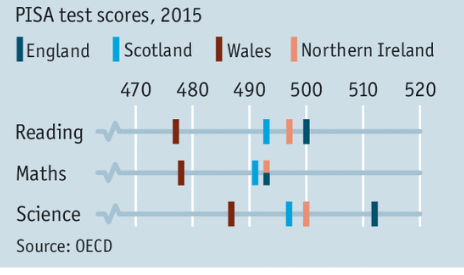 PISA test scores, 2015
England Scotland Wales Northern Ireland
470 480 490 500 510 520
Reading
Maths
Science
Source: OECD